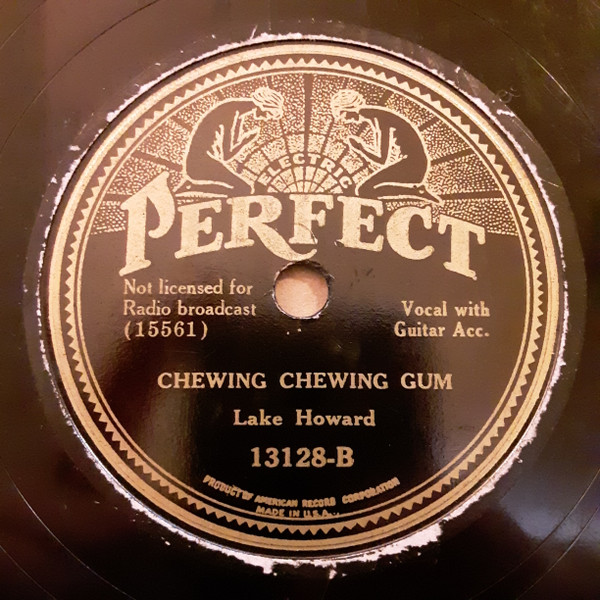 ELECTRIC
PERFECT
Not licensed for
Radio broadcast
(15561)
Vocal with
Guitar Acc.
CHEWING CHEWING GUM
Lake Howard
13128-B
PRODUCT OF AMERICAN RECORD CORPORATION
MADE IN U.S.A.